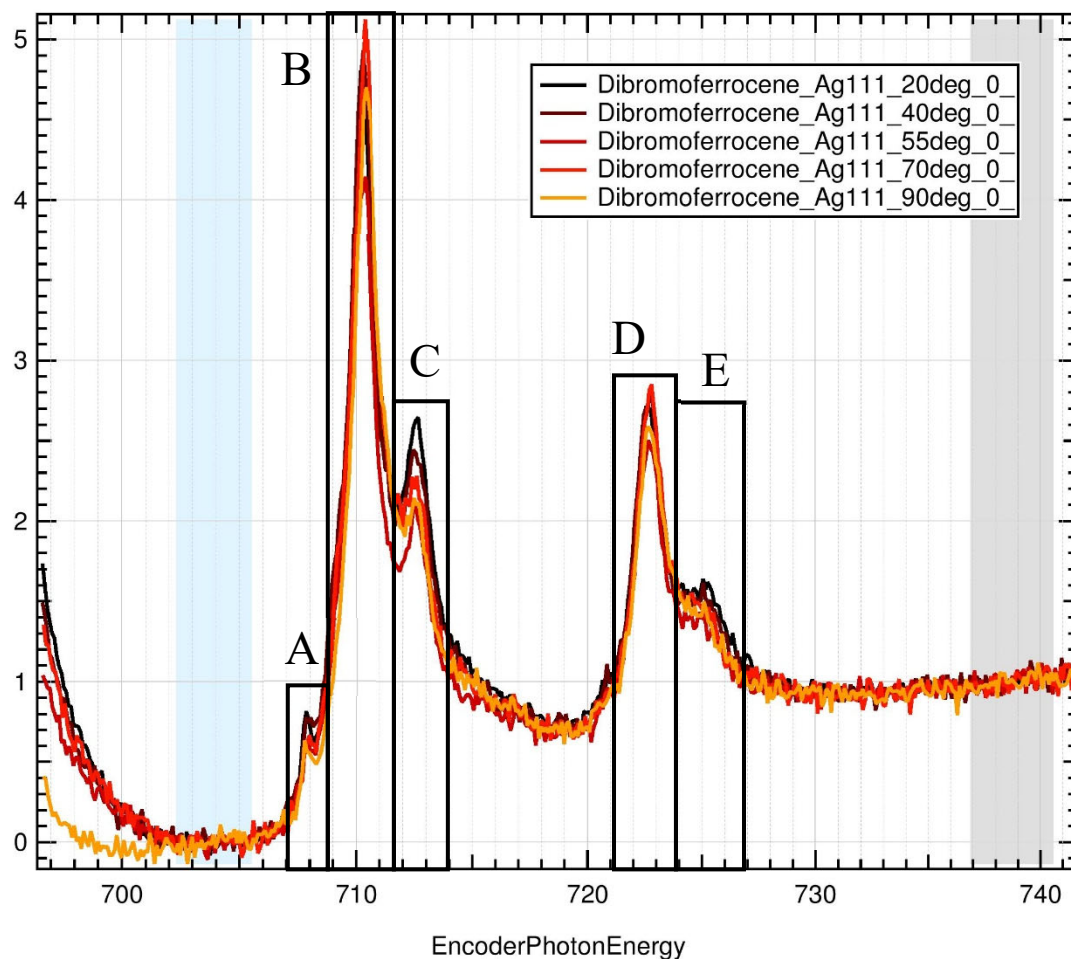 5
4
3
2
1
0
B
C
A
D
E
Dibromoferrocene_Ag111_20deg_0_
Dibromoferrocene_Ag111_40deg_0_
Dibromoferrocene_Ag111_55deg_0_
Dibromoferrocene_Ag111_70deg_0_
Dibromoferrocene_Ag111_90deg_0_
700 710 720 730 740
EncoderPhotonEnergy